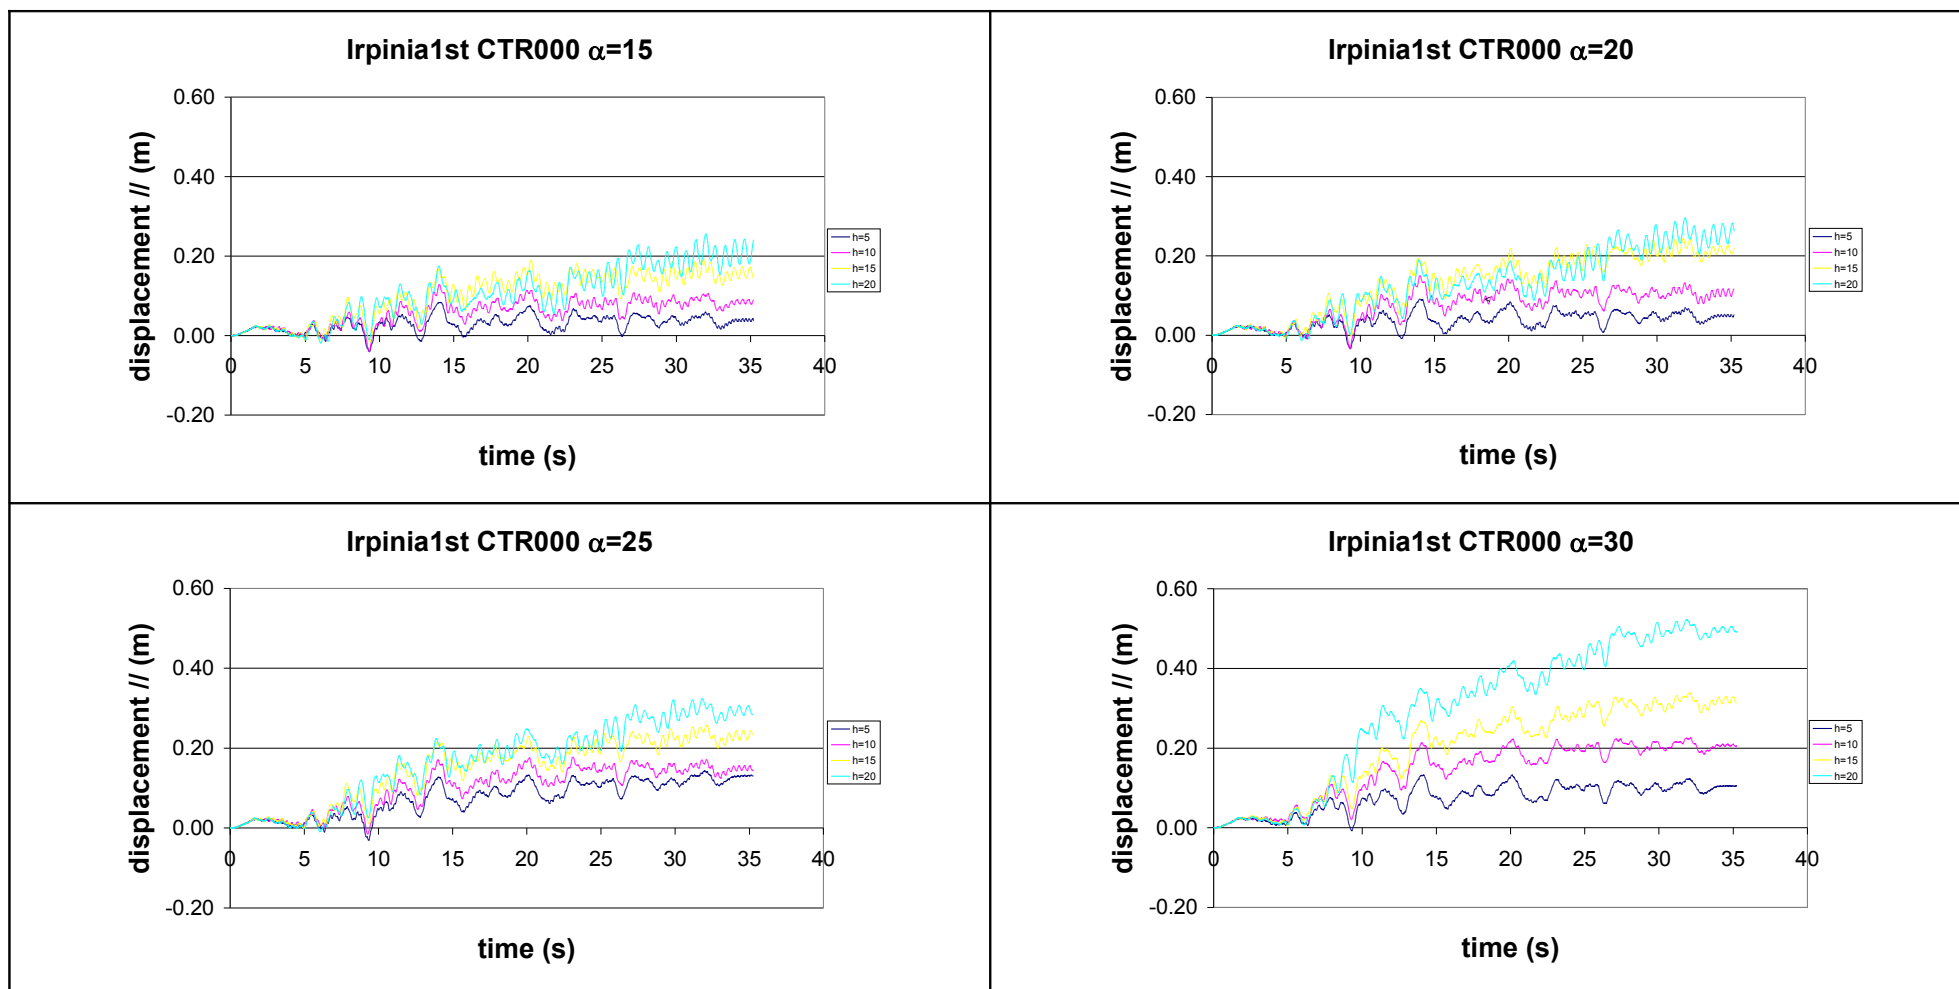 Irpinia1st CTR000 α=15
0.60
0.40
0.20
0.00
-0.20
0 5 10 15 20 25 30 35 40
displacement // (m)
time (s)
h=5
h=10
h=15
h=20
Irpinia1st CTR000 α=20
0.60
0.40
0.20
0.00
-0.20
0 5 10 15 20 25 30 35 40
displacement // (m)
time (s)
h=5
h=10
h=15
h=20
Irpinia1st CTR000 α=25
0.60
0.40
0.20
0.00
-0.20
0 5 10 15 20 25 30 35 40
displacement // (m)
time (s)
h=5
h=10
h=15
h=20
Irpinia1st CTR000 α=30
0.60
0.40
0.20
0.00
-0.20
0 5 10 15 20 25 30 35 40
displacement // (m)
time (s)
h=5
h=10
h=15
h=20